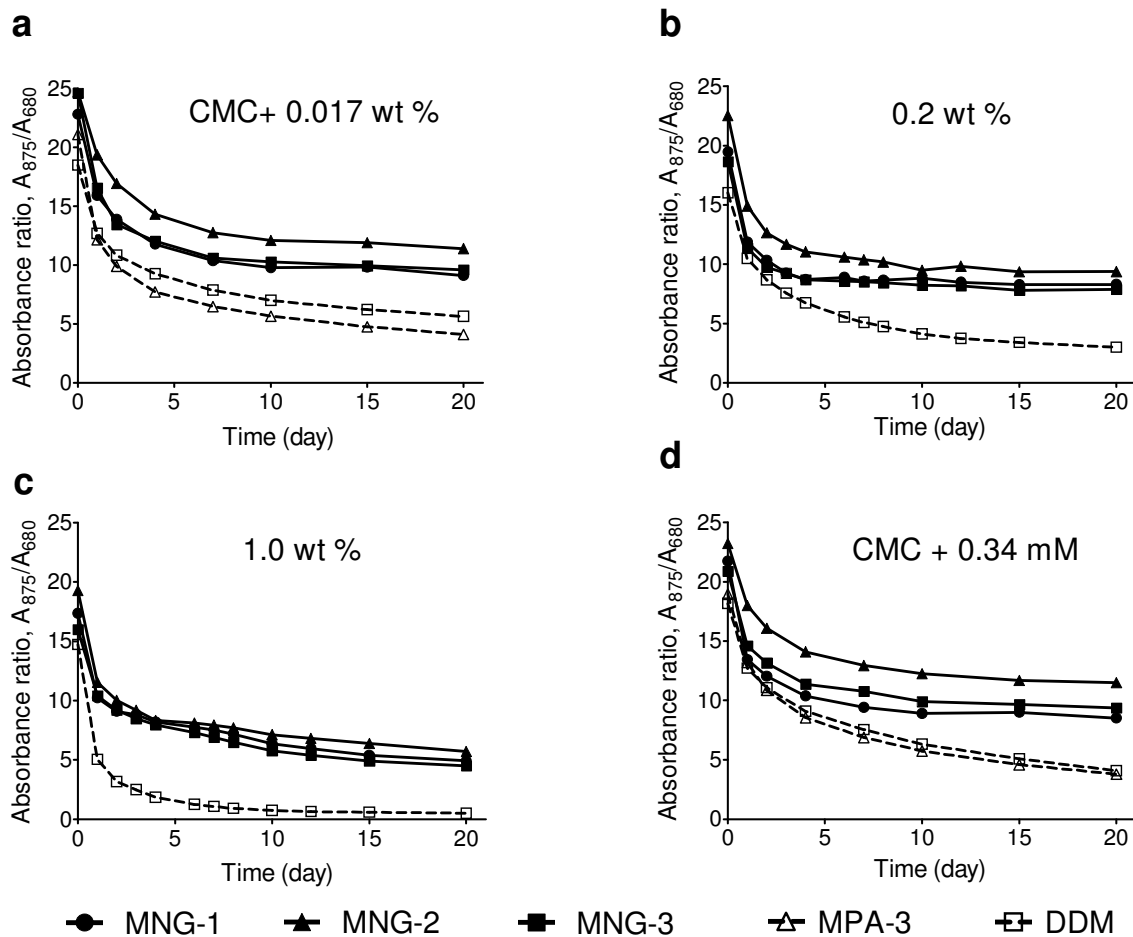 a
CMC+ 0.017 wt %
Absorbance ratio, A875/A680
25
20
15
10
5
0
0 5 10 15 20
Time (day)
b
0.2 wt %
Absorbance ratio, A875/A680
25
20
15
10
5
0
0 5 10 15 20
Time (day)
c
1.0 wt %
Absorbance ratio, A875/A680
25
20
15
10
5
0
0 5 10 15 20
Time (day)
d
CMC + 0.34 mM
Absorbance ratio, A875/A680
25
20
15
10
5
0
0 5 10 15 20
Time (day)
MNG-1 MNG-2 MNG-3 MPA-3 DDM